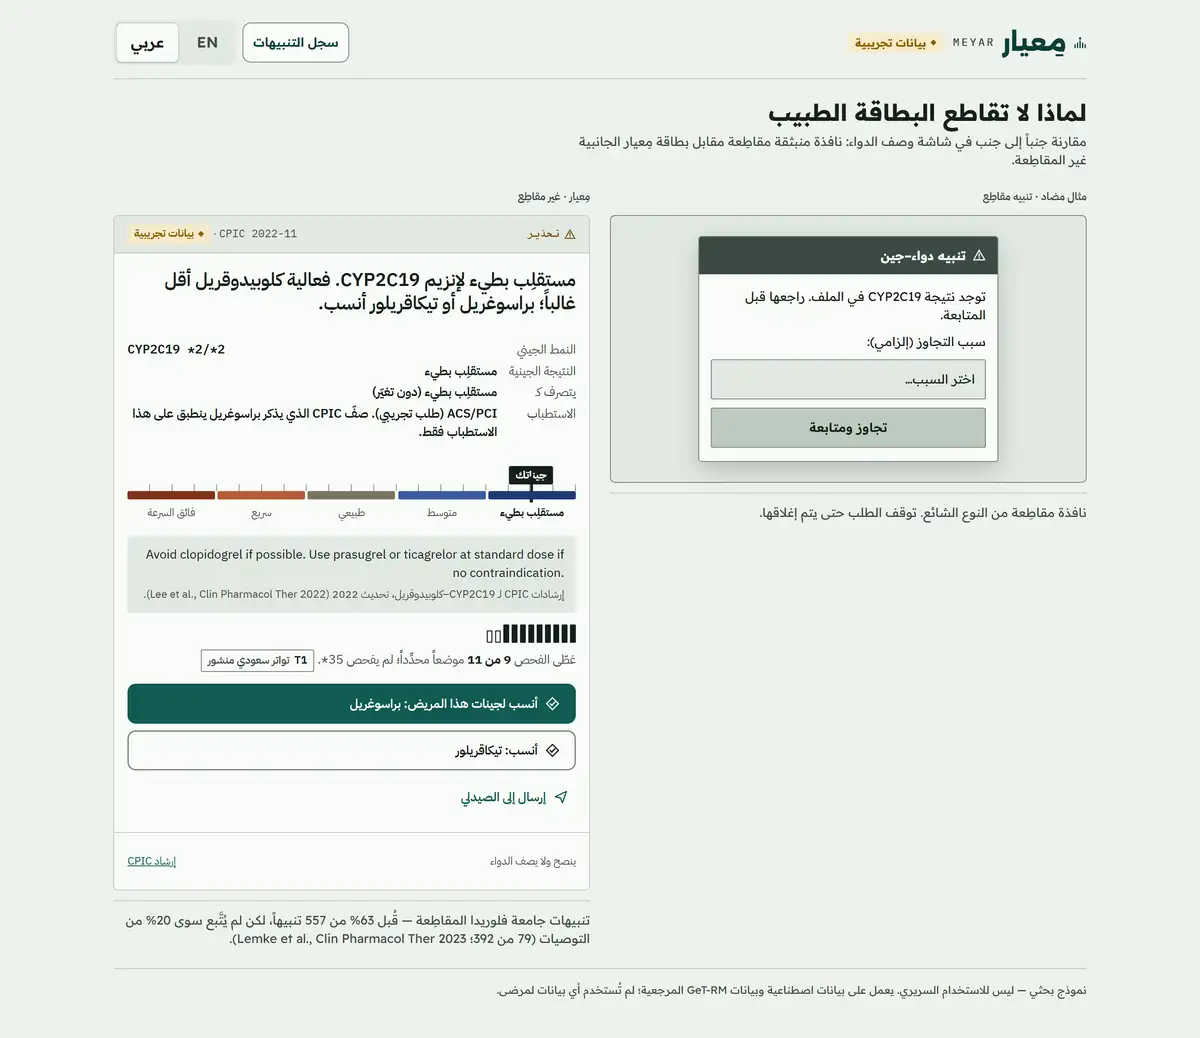 مِعيار MEYAR بيانات تجريبية
سجل التنبيهات
EN
عربي
لماذا لا تقاطع البطاقة الطبيب
مقارنة جنباً إلى جنب في شاشة وصف الدواء: نافذة منبثقة مقاطِعة مقابل بطاقة مِعيار الجانبية
غير المقاطِعة.
مثال مضاد · تنبيه مقاطِع
تنبيه دواء-جين
توجد نتيجة CYP2C19 في الملف. راجعها قبل
المتابعة.
سبب التجاوز (إلزامي):
اختر السبب...
تجاوز ومتابعة
نافذة مقاطِعة من النوع الشائع. توقف الطلب حتى يتم إغلاقها.
مِعيار · غير مقاطِع
تحذير
CPIC 2022-11 · بيانات تجريبية
مستقلِب بطيء لإنزيم CYP2C19. فعالية كلوبيدوقريل أقل
غالباً؛ براسوغريل أو تيكاقريلور أنسب.
النمط الجيني CYP2C19 *2/*2
النتيجة الجينية مستقلِب بطيء
يتصرف كـ مستقلِب بطيء (دون تغيّر)
الاستطباب ACS/PCI (طلب تجريبي). صفّ CPIC الذي يذكر براسوغريل ينطبق على هذا
الاستطباب فقط.
جيناتك
مستقلِب بطيء متوسط طبيعي سريع فائق السرعة
Avoid clopidogrel if possible. Use prasugrel or ticagrelor at standard dose if
no contraindication.
إرشادات CPIC لـ CYP2C19–كلوبيدوقريل، تحديث 2022 (Lee et al., Clin Pharmacol Ther 2022).
غطّى الفحص 9 من 11 موضعاً محدَّداً؛ لم يفحص 35*. T1 تواتر سعودي منشور
أنسب لجينات هذا المريض: براسوغريل
أنسب: تيكاقريلور
إرسال إلى الصيدلي
ينصح ولا يصف الدواء
إرشاد CPIC
تنبيهات جامعة فلوريدا المقاطِعة — قُبل 63% من 557 تنبيهاً، لكن لم يُتَّبع سوى 20% من
التوصيات (79 من 392؛ Lemke et al., Clin Pharmacol Ther 2023).
نموذج بحثي — ليس للاستخدام السريري. يعمل على بيانات اصطناعية وبيانات GeT-RM المرجعية؛ لم تُستخدم أي بيانات لمرضى.